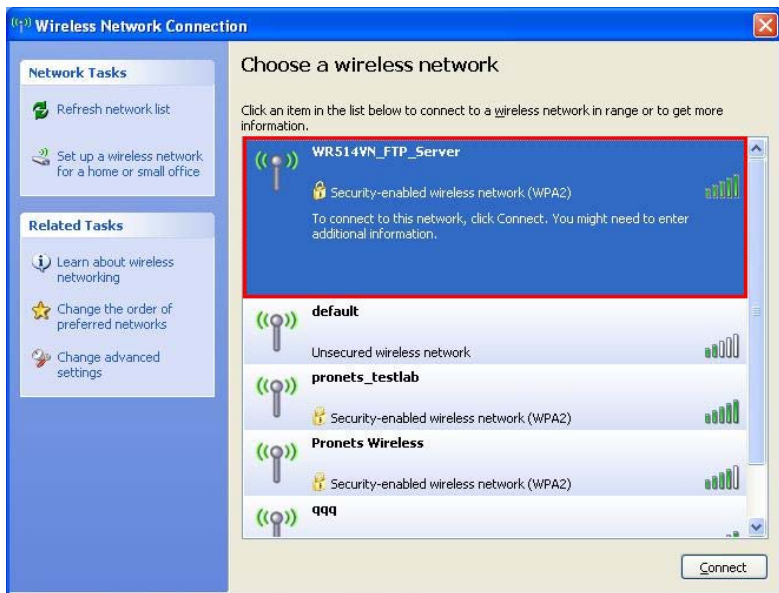 Wireless Network Connection
Network Tasks
Refresh network list
Set up a wireless network
for a home or small office
Related Tasks
Learn about wireless
networking
Change the order of
preferred networks
Change advanced
settings
Choose a wireless network
Click an item in the list below to connect to a wireless network in range or to get more
information.
WR514VN_FTP_Server
Security-enabled wireless network (WPA2)
To connect to this network, click Connect. You might need to enter
additional information.
default
Unsecured wireless network
pronets_testlab
Security-enabled wireless network (WPA2)
Pronets Wireless
Security-enabled wireless network (WPA2)
qqq
Connect